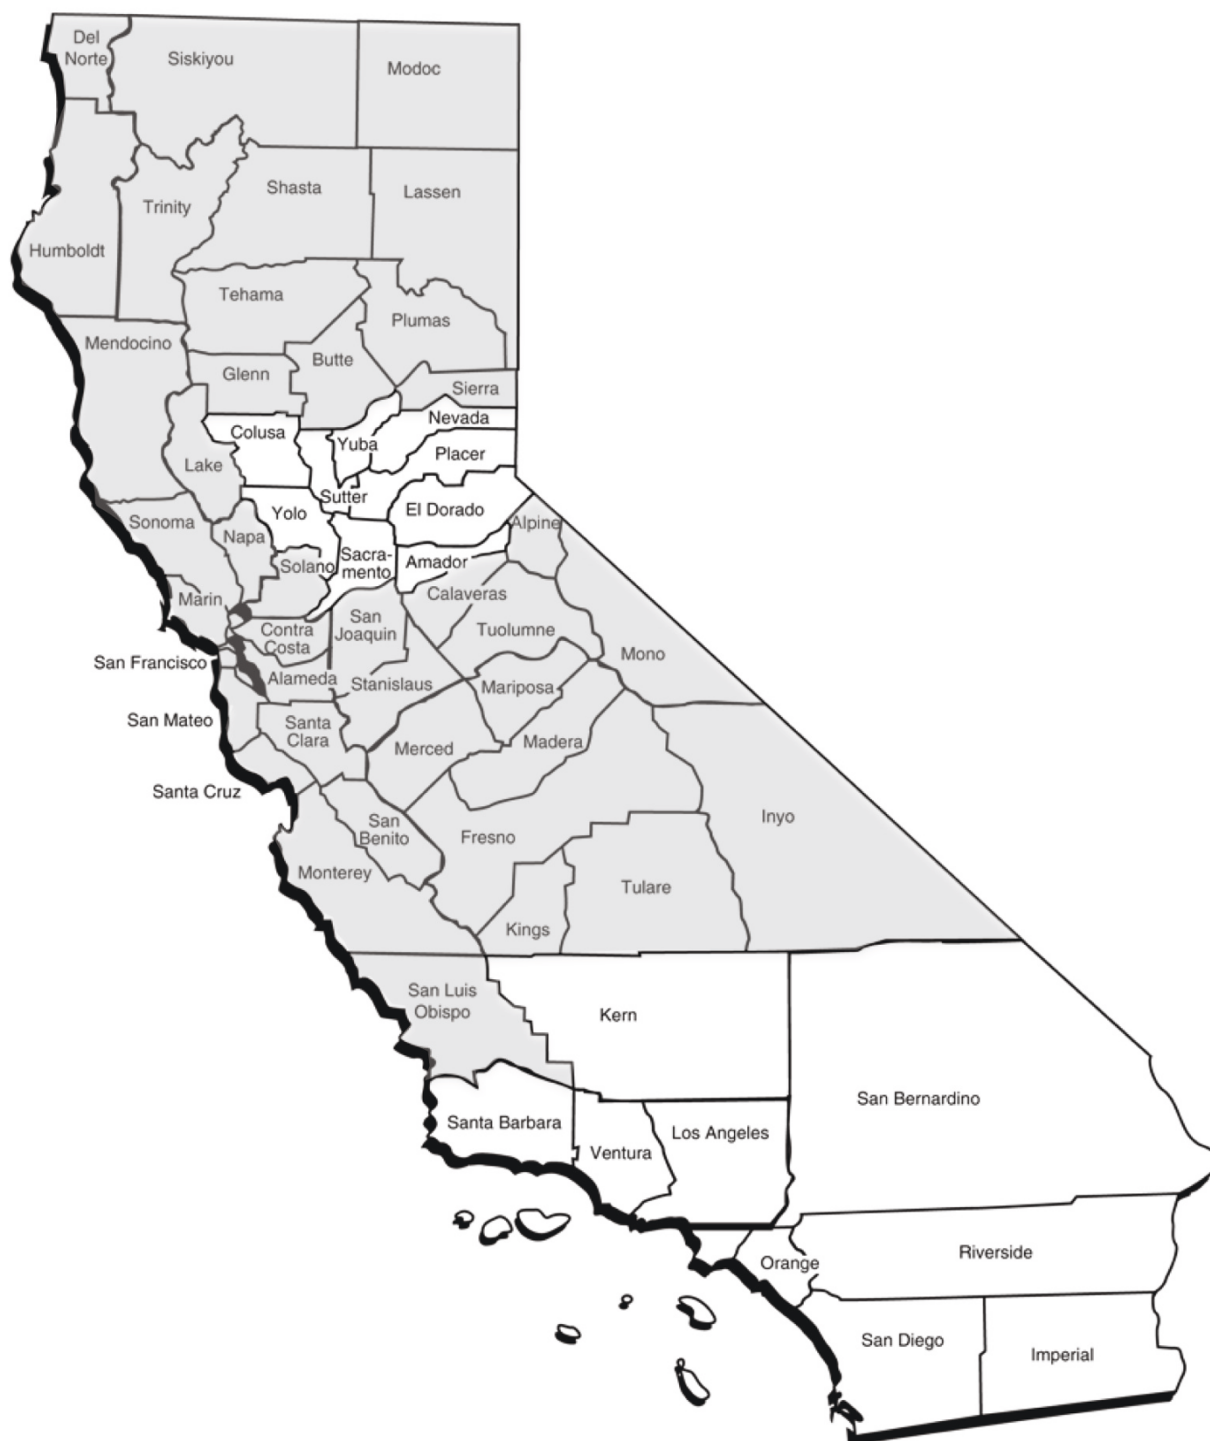 Del
Norte
Siskiyou
Modoc
Shasta
Lassen
Trinity
Humboldt
Tehama
Plumas
Mendocino
Butte
Glenn
Sierra
Nevada
Colusa
Yuba
Placer
Lake
Sutter
El Dorado
Yolo
Sonoma
Alpine
Napa
Sacra-
mento
Amador
Solano
Calaveras
Marin
San
Joaquin
Contra
Costa
Tuolumne
Mono
San Francisco
Alameda
Stanislaus
Mariposa
San Mateo
Santa
Clara
Merced
Madera
Santa Cruz
Inyo
San
Benito
Fresno
Monterey
Tulare
Kings
San Luis
Obispo
Kern
San Bernardino
Santa Barbara
Los Angeles
Ventura
Orange
Riverside
San Diego
Imperial